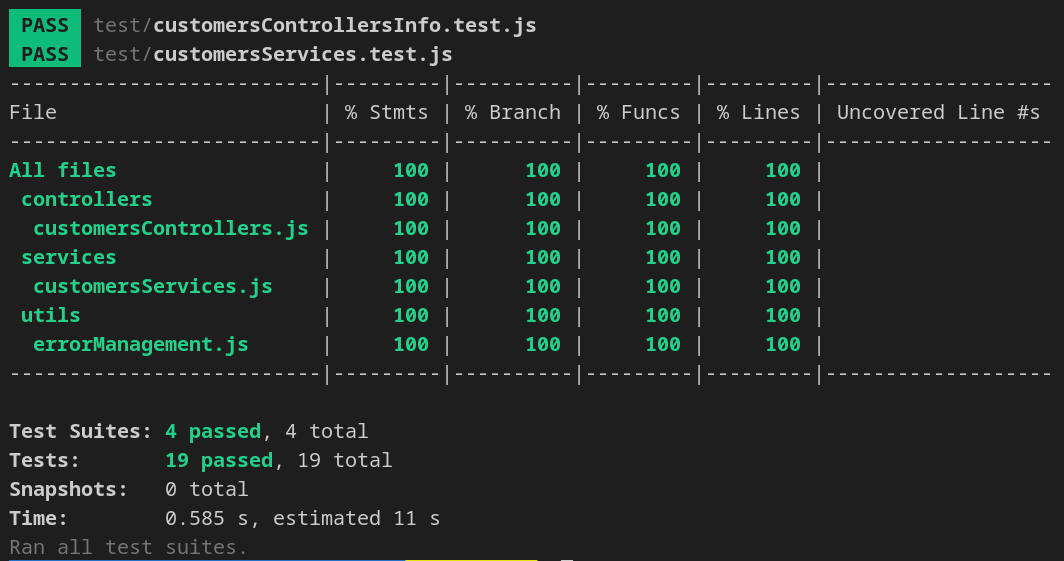 PASS test/customersControllersInfo.test.js
PASS test/customersServices.test.js
--------------------------|---------|----------|---------|---------|-------------------
File                      | % Stmts | % Branch | % Funcs | % Lines | Uncovered Line #s
--------------------------|---------|----------|---------|---------|-------------------
All files                 |     100 |      100 |     100 |     100 |
 controllers              |     100 |      100 |     100 |     100 |
  customersControllers.js |     100 |      100 |     100 |     100 |
 services                 |     100 |      100 |     100 |     100 |
  customersServices.js    |     100 |      100 |     100 |     100 |
 utils                    |     100 |      100 |     100 |     100 |
  errorManagement.js      |     100 |      100 |     100 |     100 |
--------------------------|---------|----------|---------|---------|-------------------
Test Suites: 4 passed, 4 total
Tests:       19 passed, 19 total
Snapshots:   0 total
Time:        0.585 s, estimated 11 s
Ran all test suites.